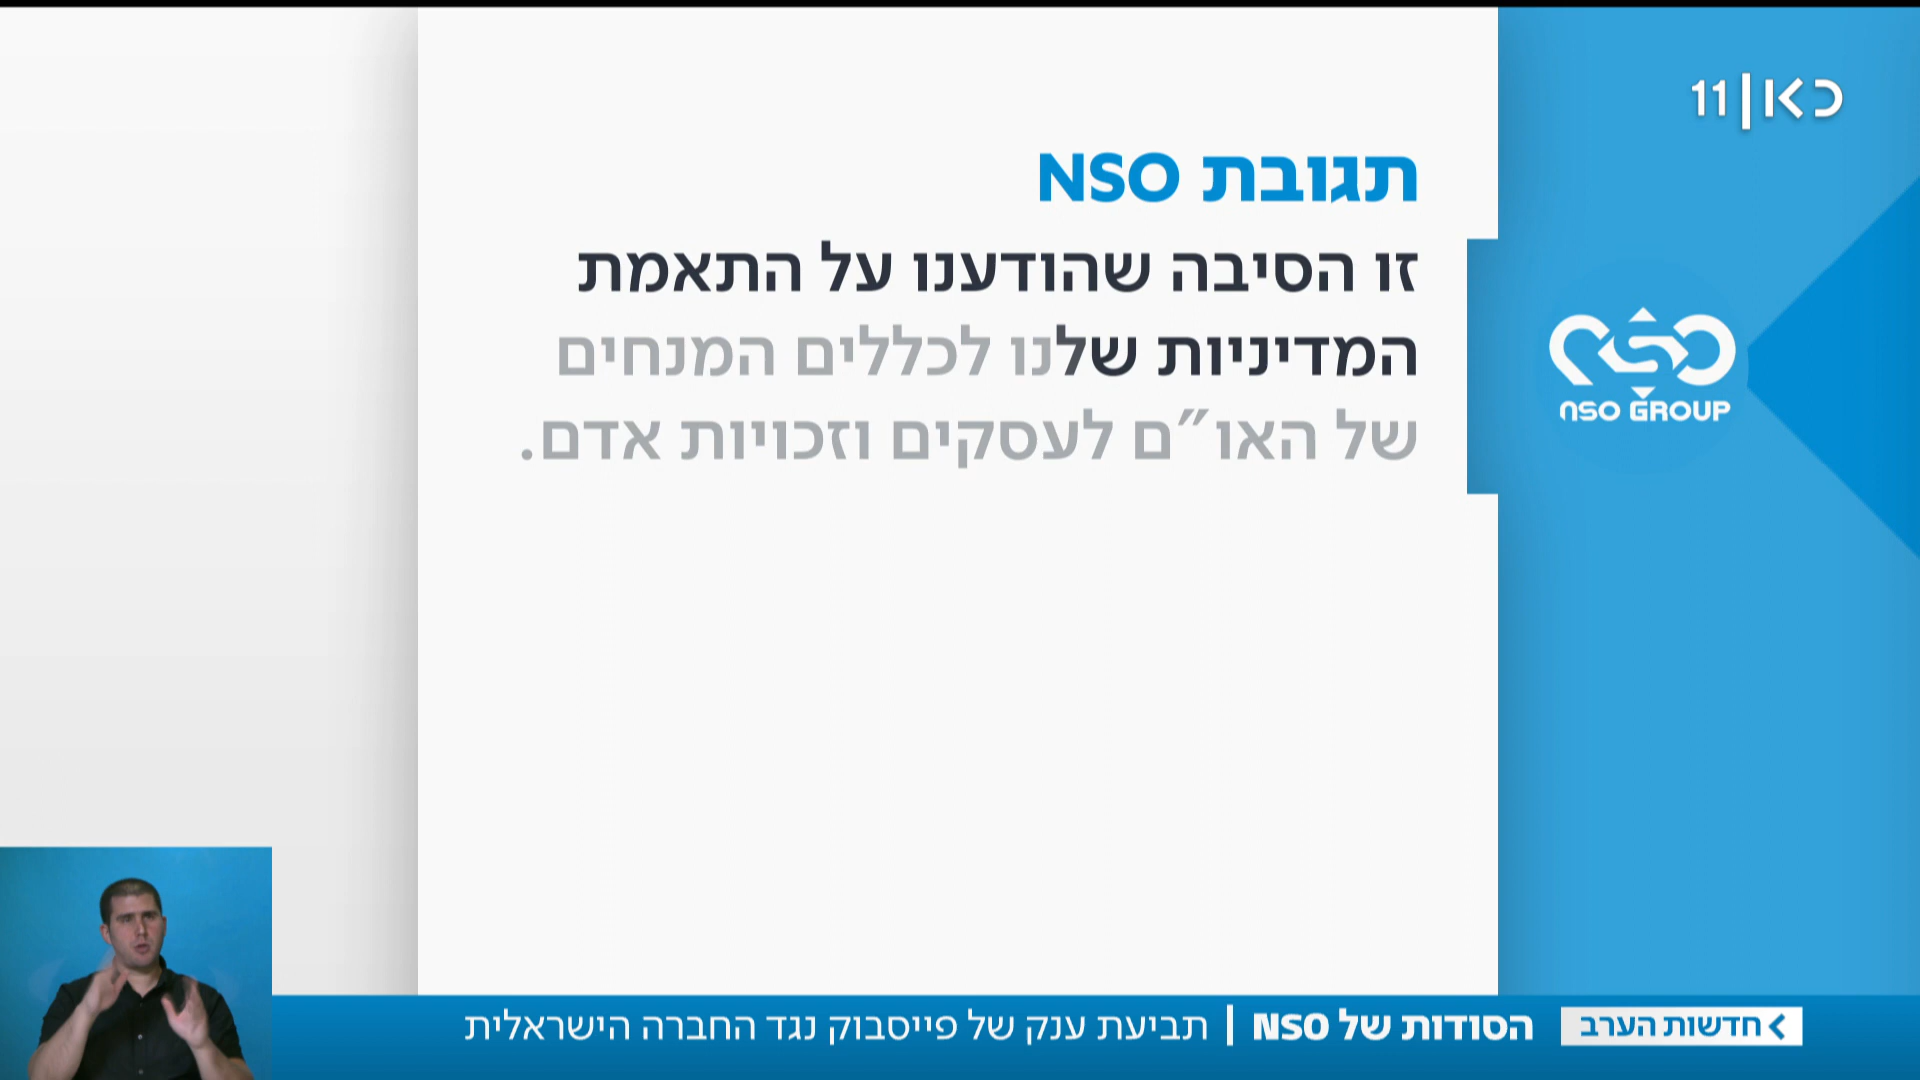 כאן 11
תגובת NSO
זו הסיבה שהודענו על התאמת
המדיניות שלנו לכללים המנחים
של האו״ם לעסקים וזכויות אדם.
NSO
NSO GROUP
חדשות הערב
הסודות של NSO | תביעת ענק של פייסבוק נגד החברה הישראלית